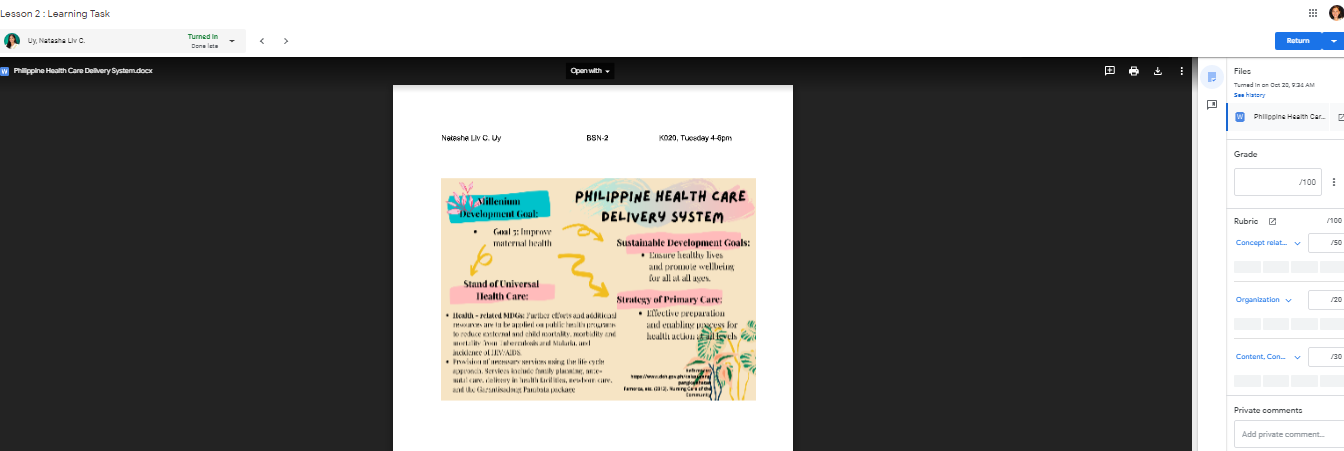 Lesson 2 : Learning Task
Uy, Natasha Liv C.
Turned in
Done late
Return
Philippine Health Care Delivery System.docx
Open with
Natasha Liv C. Uy
BSN-2
K020, Tuesday 4-6pm
Millenium
Development Goal:
Goal 5: Improve
maternal health
Stand of Universal
Health Care:
• Health - related MDGs: Further efforts and additional
resources are to be applied on public health programs
to reduce maternal and child mortality, morbidity and
mortality from Tuberculosis and Malaria, and
incidence of HIV/AIDS.
• Provision of necessary services using the life cycle
approach. Services include family planning, ante-
natal care, delivery in health facilities, newborn care,
and the Garantisadong Pambata package
PHILIPPINE HEALTH CARE
DELIVERY SYSTEM
Sustainable Development Goals:
• Ensure healthy lives
and promote wellbeing
for all at all ages.
Strategy of Primary Care:
• Effective preparation
and enabling process for
health action at all levels
Nursing Care of the
Community
Files
Turned in on Oct 20, 9:34 AM
See history
Philippine Health Car...
Grade
/100
Rubric
/100
Concept relat...
/50
Organization
/20
Content, Con...
/30
Private comments
Add private comment...